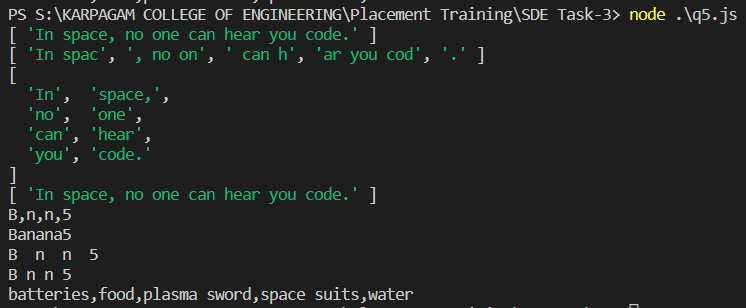 PS S:\KARPAGAM COLLEGE OF ENGINEERING\Placement Training\SDE Task-3> node .\q5.js
[ 'In space, no one can hear you code.' ]
[ 'In spac', ', no on', ' can h', 'ar you cod', '.' ]
[
  'In',  'space,',
  'no',  'one',
  'can', 'hear',
  'you', 'code.'
]
[ 'In space, no one can hear you code.' ]
B,n,n,5
Banana5
B  n  n  5
B n n 5
batteries,food,plasma sword,space suits,water